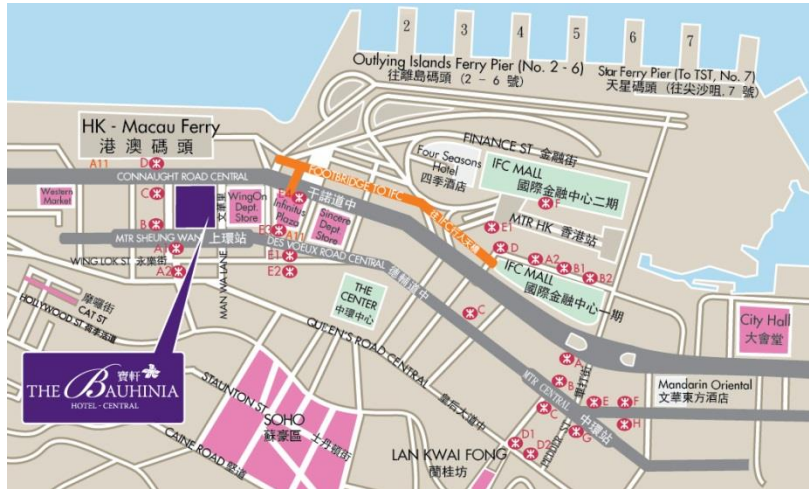 2
3
4
5
6
7
Outlying Islands Ferry Pier (No. 2 - 6)
往離島碼頭 (2 - 6 號)
Star Ferry Pier (To TST, No. 7)
天星碼頭 (往尖沙咀, 7 號)
HK - Macau Ferry
港澳碼頭
A11
D
CONNAUGHT ROAD CENTRAL
干諾道中
FOOTBRIDGE TO IFC
FINANCE ST 金融街
Four Seasons
Hotel
四季酒店
IFC MALL
國際金融中心二期
F
MTR HK 香港站
E1
D
A2
B1
B2
IFC MALL
國際金融中心一期
Western
Market
C
B
WingOn
Dept.
Store
E4
Infinitus
Plaza
Sincere
Dept.
Store
E3
A11
MTR SHEUNG WAN 上環站
DES VOEUX ROAD CENTRAL 德輔道中
A1
E1
WING LOK ST 永樂街
A2
E2
MAN WA LANE
THE
CENTER
中環中心
C
City Hall
大會堂
摩囉街
CAT ST
HOLLYWOOD ST
QUEEN'S ROAD CENTRAL
皇后大道中
寶軒
THE BAUHINIA
HOTEL - CENTRAL
STAUNTON ST
士丹頓街
SOHO
蘇豪區
CAINE ROAD 堅道
LAN KWAI FONG
蘭桂坊
A
B
MTR CENTRAL 中環站
C
E
F
G
H
D1
D2
PEDDER ST
Mandarin Oriental
文華東方酒店